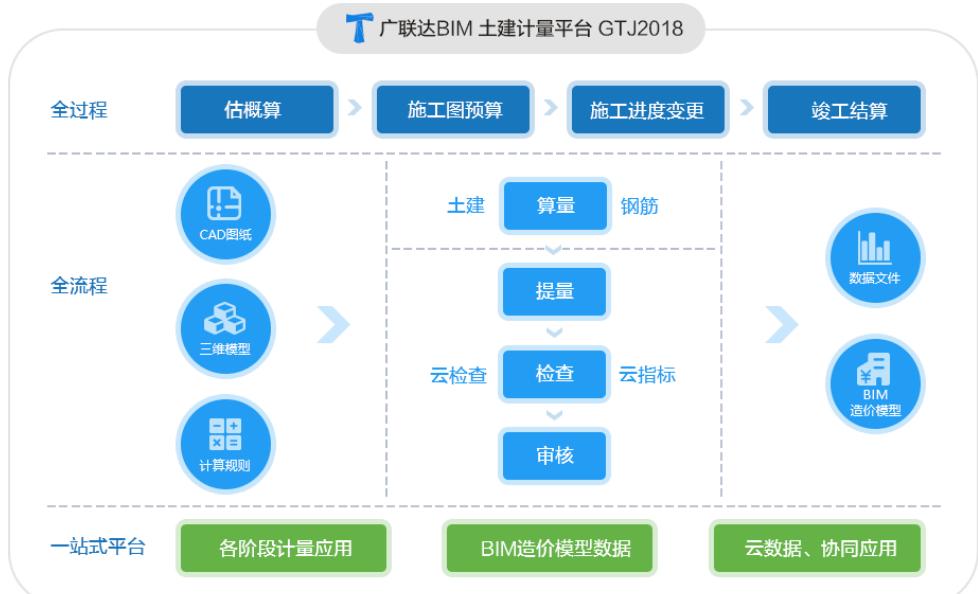 广联达BIM 土建计量平台 GTJ2018
全过程
估概算
施工图预算
施工进度变更
竣工结算
全流程
CAD图纸
三维模型
计算规则
土建
算量
钢筋
提量
云检查
检查
云指标
审核
数据文件
¥
BIM
造价模型
一站式平台
各阶段计量应用
BIM造价模型数据
云数据、协同应用